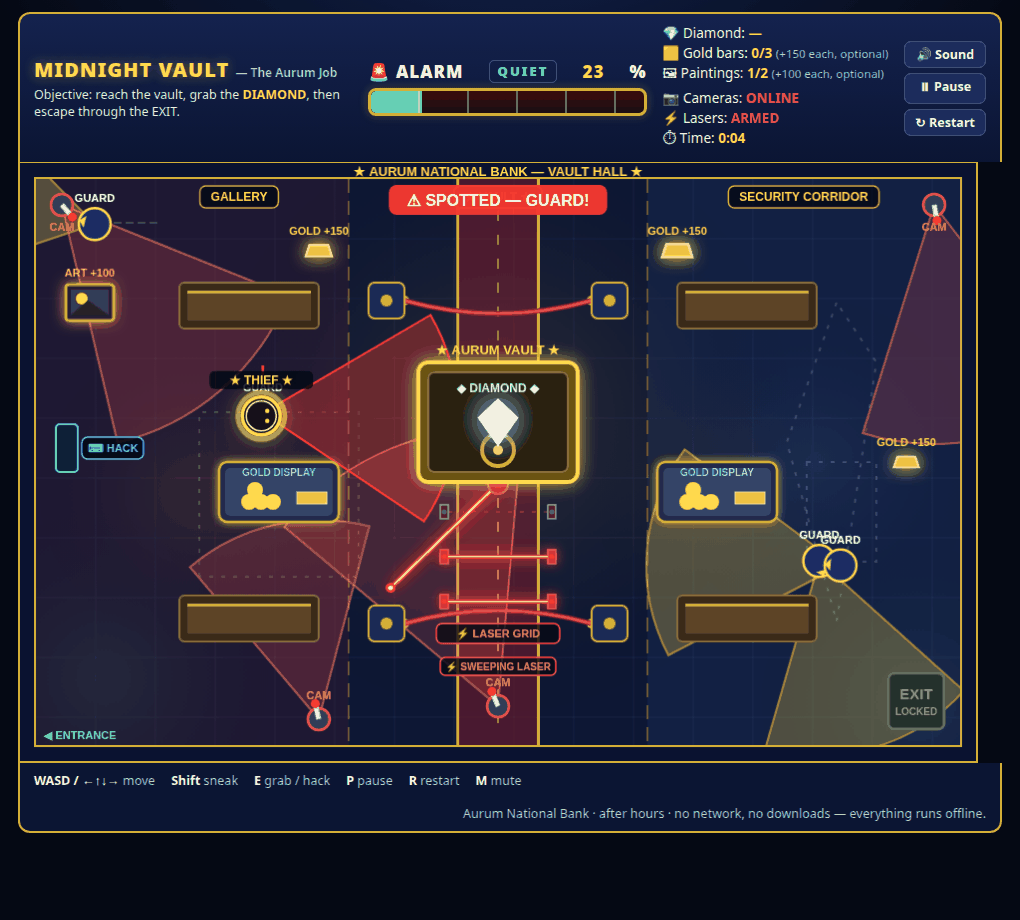 MIDNIGHT VAULT — The Aurum Job
Objective: reach the vault, grab the DIAMOND, then
escape through the EXIT.
🚨 ALARM QUIET 23 %
💎 Diamond: —
🟨 Gold bars: 0/3 (+150 each, optional)
🖼 Paintings: 1/2 (+100 each, optional)
📷 Cameras: ONLINE
⚡ Lasers: ARMED
⏱ Time: 0:04
🔊 Sound
⏸ Pause
↻ Restart
★ AURUM NATIONAL BANK — VAULT HALL ★
GUARD
CAM
GALLERY
⚠ SPOTTED — GUARD!
SECURITY CORRIDOR
CAM
GOLD +150
GOLD +150
ART +100
★ AURUM VAULT ★
★ THIEF ★
GUARD
◆ DIAMOND ◆
⌨ HACK
GOLD +150
GOLD DISPLAY
GOLD DISPLAY
GUARD
GUARD
⚡ LASER GRID
⚡ SWEEPING LASER
CAM
CAM
EXIT
LOCKED
◀ ENTRANCE
WASD / ←↑↓→ move Shift sneak E grab / hack P pause R restart M mute
Aurum National Bank · after hours · no network, no downloads — everything runs offline.